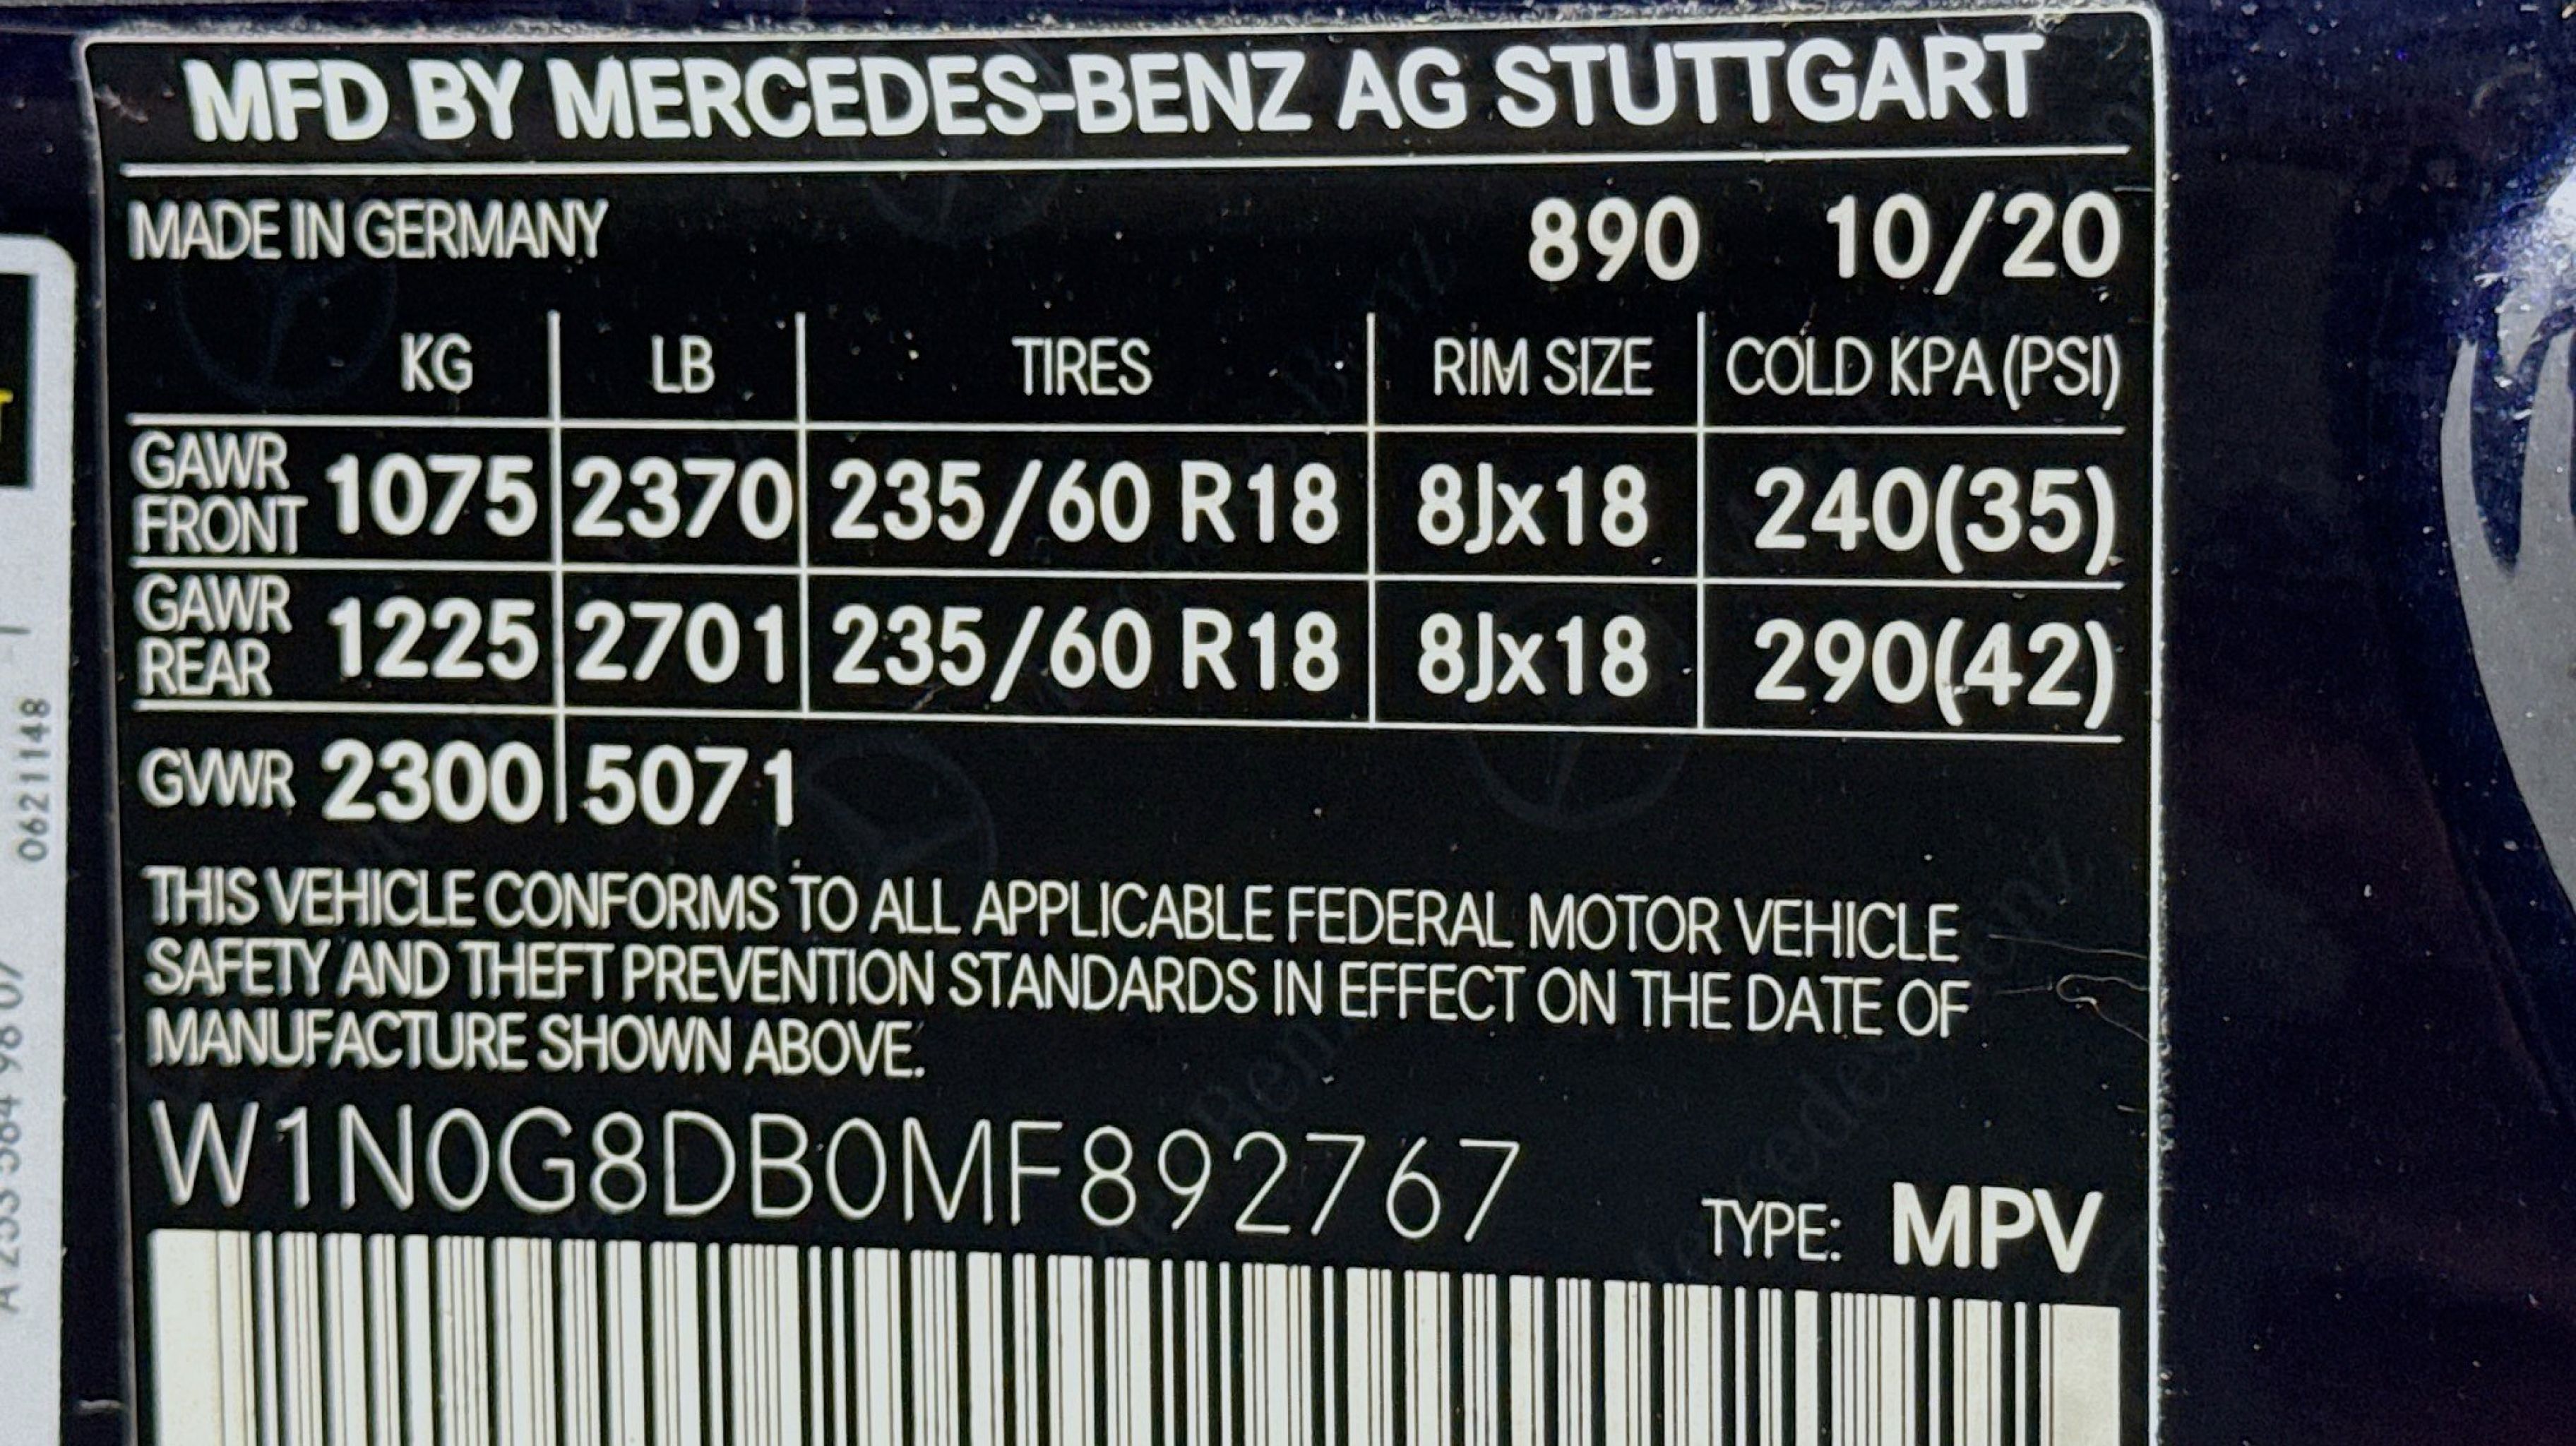 MFD BY MERCEDES-BENZ AG STUTTGART
MADE IN GERMANY 890 10/20
KG LB TIRES RIM SIZE COLD KPA (PSI)
GAWR FRONT 1075 2370 235/60 R18 8Jx18 240(35)
GAWR REAR 1225 2701 235/60 R18 8Jx18 290(42)
GVWR 2300 5071
THIS VEHICLE CONFORMS TO ALL APPLICABLE FEDERAL MOTOR VEHICLE
SAFETY AND THEFT PREVENTION STANDARDS IN EFFECT ON THE DATE OF
MANUFACTURE SHOWN ABOVE.
W1N0G8DB0MF892767
TYPE: MPV
0621148